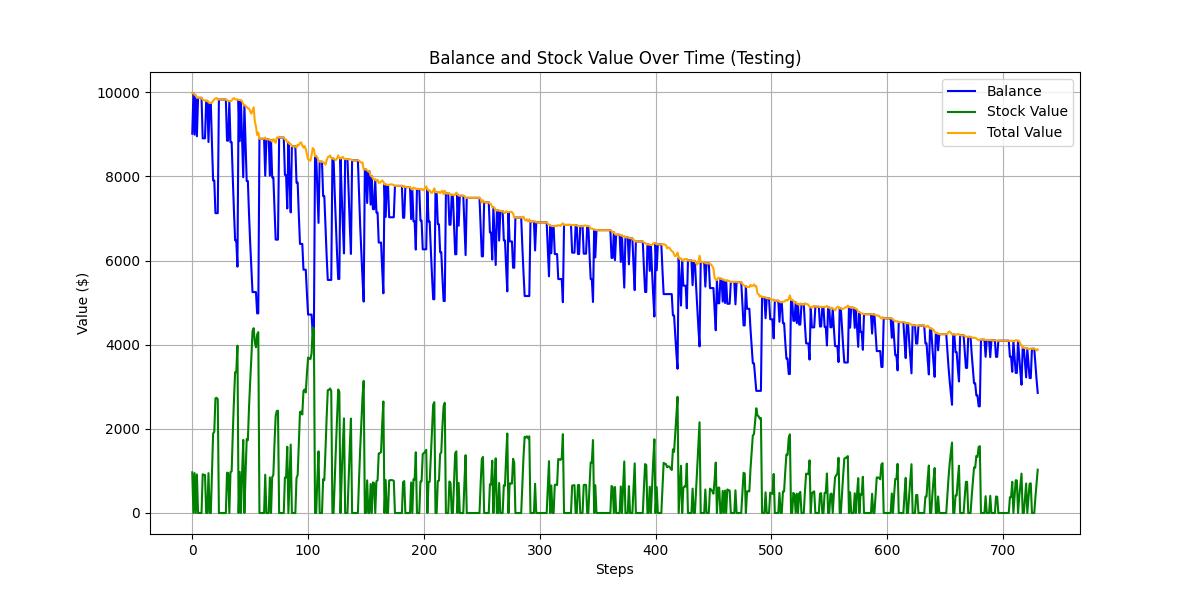 Balance and Stock Value Over Time (Testing)
Balance
Stock Value
Total Value
Value ($)
10000
8000
6000
4000
2000
0
0 100 200 300 400 500 600 700
Steps